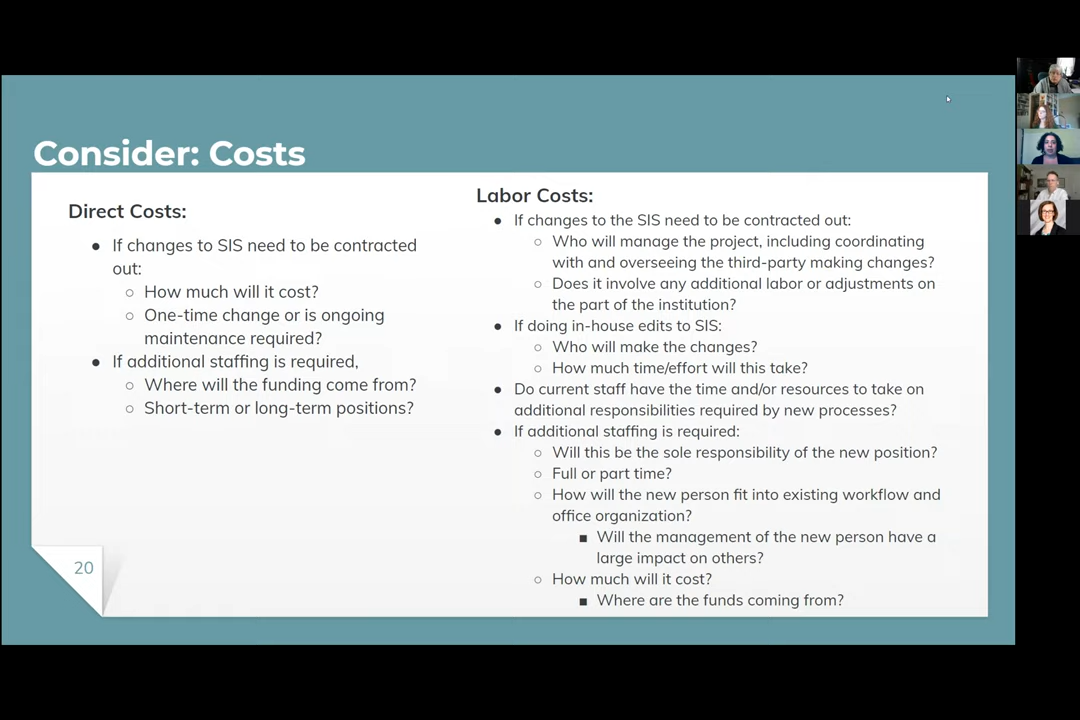 Consider: Costs
Direct Costs:
● If changes to SIS need to be contracted
out:
○ How much will it cost?
○ One-time change or is ongoing
maintenance required?
● If additional staffing is required,
○ Where will the funding come from?
○ Short-term or long-term positions?
Labor Costs:
● If changes to the SIS need to be contracted out:
○ Who will manage the project, including coordinating
with and overseeing the third-party making changes?
○ Does it involve any additional labor or adjustments on
the part of the institution?
● If doing in-house edits to SIS:
○ Who will make the changes?
○ How much time/effort will this take?
● Do current staff have the time and/or resources to take on
additional responsibilities required by new processes?
● If additional staffing is required:
○ Will this be the sole responsibility of the new position?
○ Full or part time?
○ How will the new person fit into existing workflow and
office organization?
■ Will the management of the new person have a
large impact on others?
○ How much will it cost?
■ Where are the funds coming from?
20